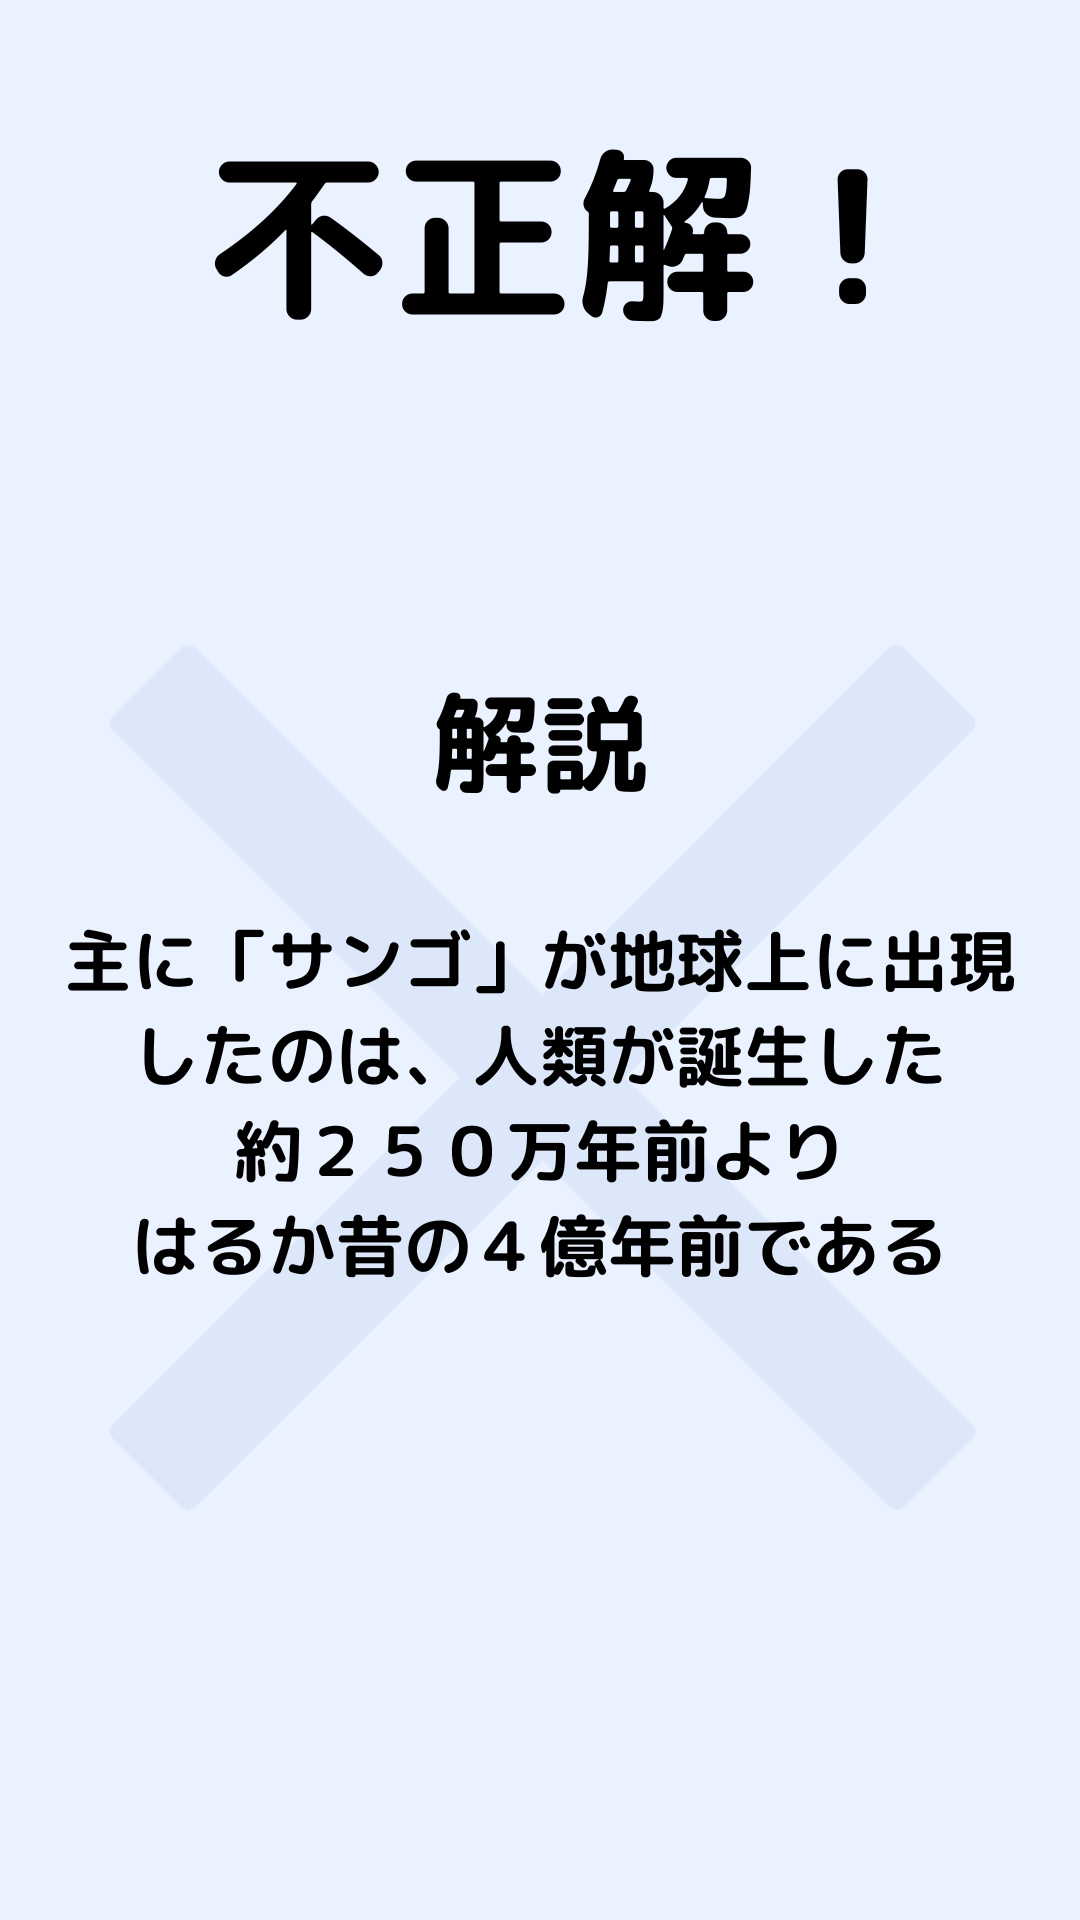 不正解！
解説
主に「サンゴ」が地球上に出現
したのは、人類が誕生した
約２５０万年前より
はるか昔の４億年前である